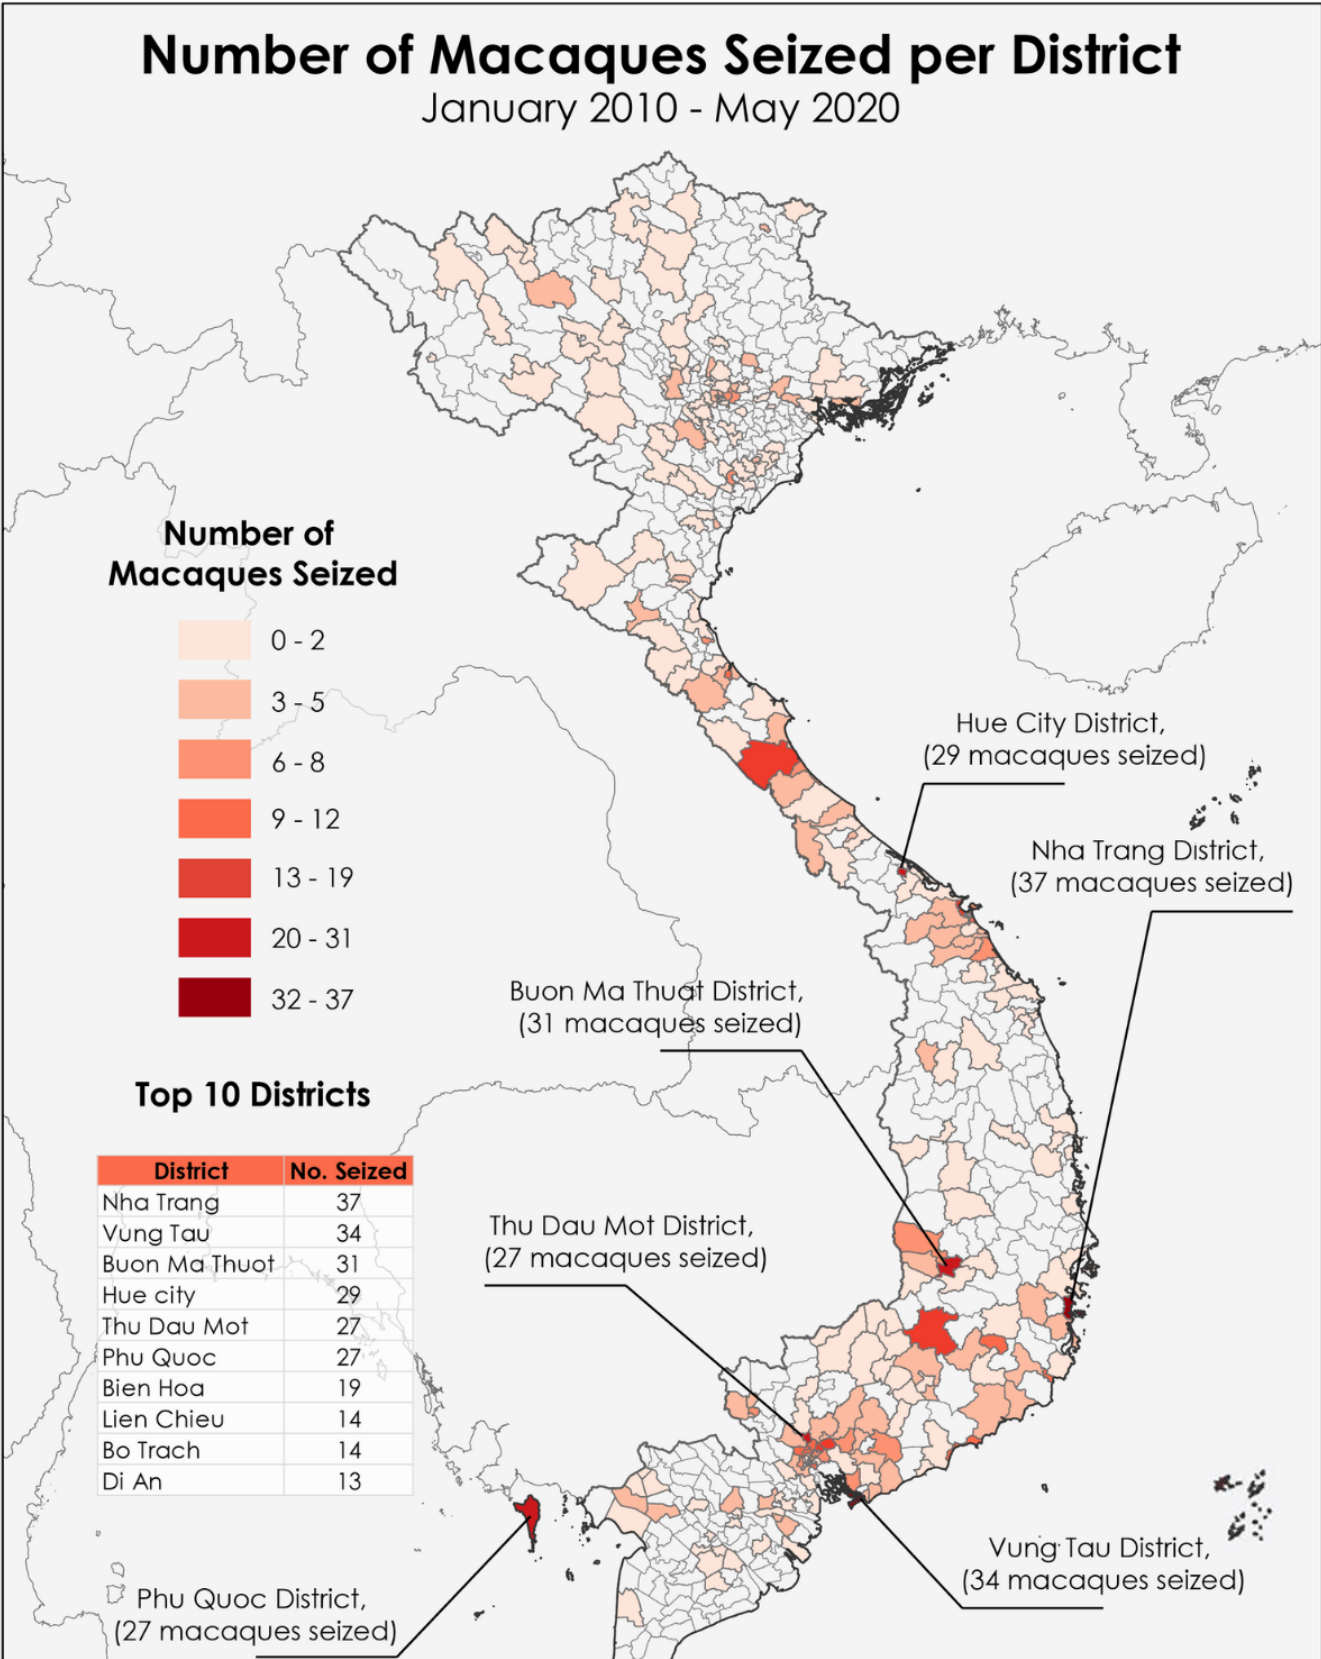 Number of Macaques Seized per District
January 2010 - May 2020
Number of
Macaques Seized
0 - 2
3 - 5
6 - 8
9 - 12
13 - 19
20 - 31
32 - 37
Hue City District,
(29 macaques seized)
Nha Trang District,
(37 macaques seized)
Buon Ma Thuat District,
(31 macaques seized)
Top 10 Districts
District No. Seized
Nha Trang 37
Vung Tau 34
Buon Ma Thuot 31
Hue city 29
Thu Dau Mot 27
Phu Quoc 27
Bien Hoa 19
Lien Chieu 14
Bo Trach 14
Di An 13
Thu Dau Mot District,
(27 macaques seized)
Vung Tau District,
(34 macaques seized)
Phu Quoc District,
(27 macaques seized)